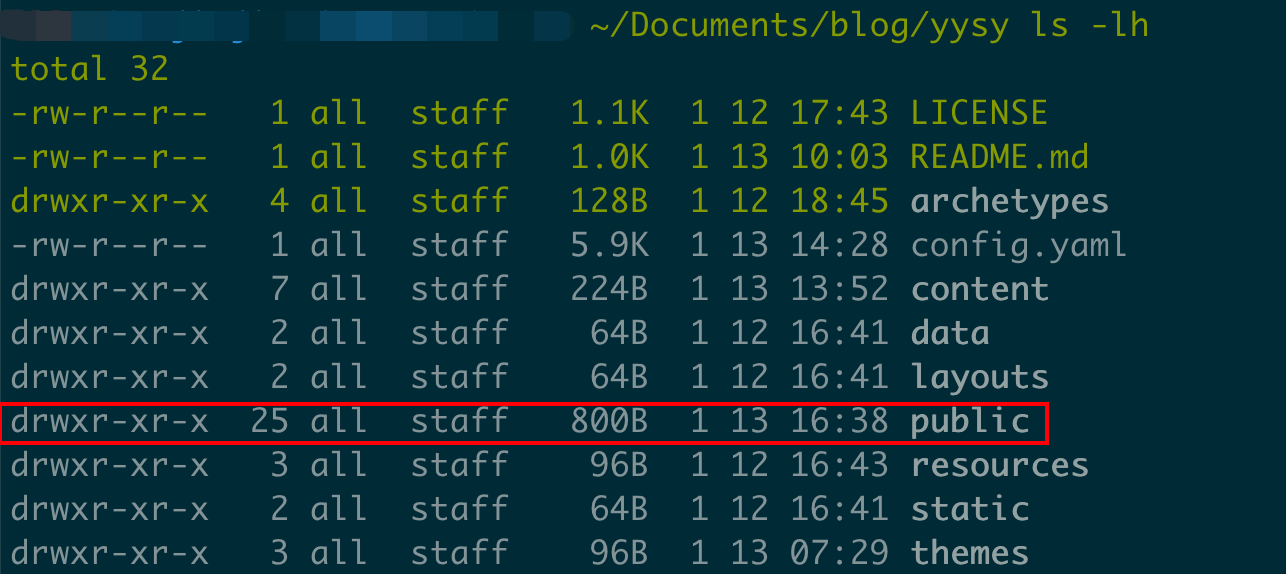 ~/Documents/blog/yysy ls -lh
total 32
-rw-r--r-- 1 all staff 1.1K 1 12 17:43 LICENSE
-rw-r--r-- 1 all staff 1.0K 1 13 10:03 README.md
drwxr-xr-x 4 all staff 128B 1 12 18:45 archetypes
-rw-r--r-- 1 all staff 5.9K 1 13 14:28 config.yaml
drwxr-xr-x 7 all staff 224B 1 13 13:52 content
drwxr-xr-x 2 all staff 64B 1 12 16:41 data
drwxr-xr-x 2 all staff 64B 1 12 16:41 layouts
drwxr-xr-x 25 all staff 800B 1 13 16:38 public
drwxr-xr-x 3 all staff 96B 1 12 16:43 resources
drwxr-xr-x 2 all staff 64B 1 12 16:41 static
drwxr-xr-x 3 all staff 96B 1 13 07:29 themes